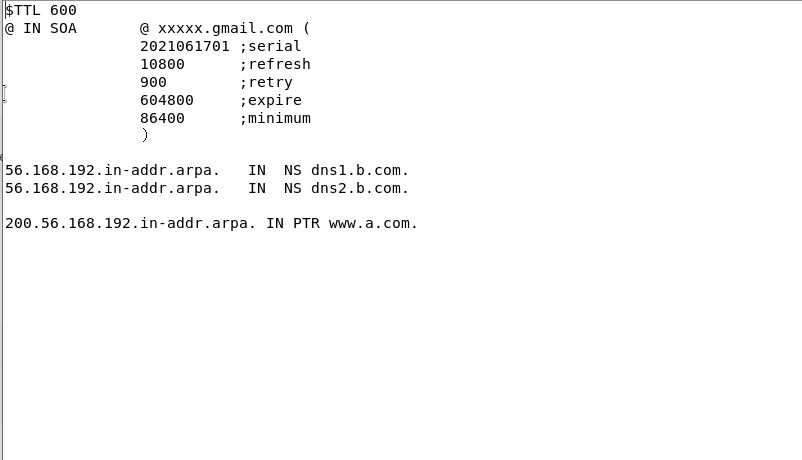 $TTL 600
@ IN SOA       @ xxxxx.gmail.com (
               2021061701 ;serial
               10800      ;refresh
               900        ;retry
               604800     ;expire
               86400      ;minimum
               )
56.168.192.in-addr.arpa.   IN  NS dns1.b.com.
56.168.192.in-addr.arpa.   IN  NS dns2.b.com.
200.56.168.192.in-addr.arpa. IN PTR www.a.com.